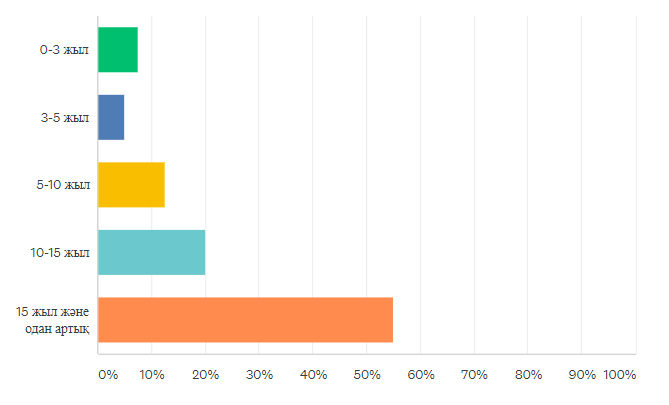 0-3 жыл
3-5 жыл
5-10 жыл
10-15 жыл
15 жыл және
одан артық
0% 10% 20% 30% 40% 50% 60% 70% 80% 90% 100%